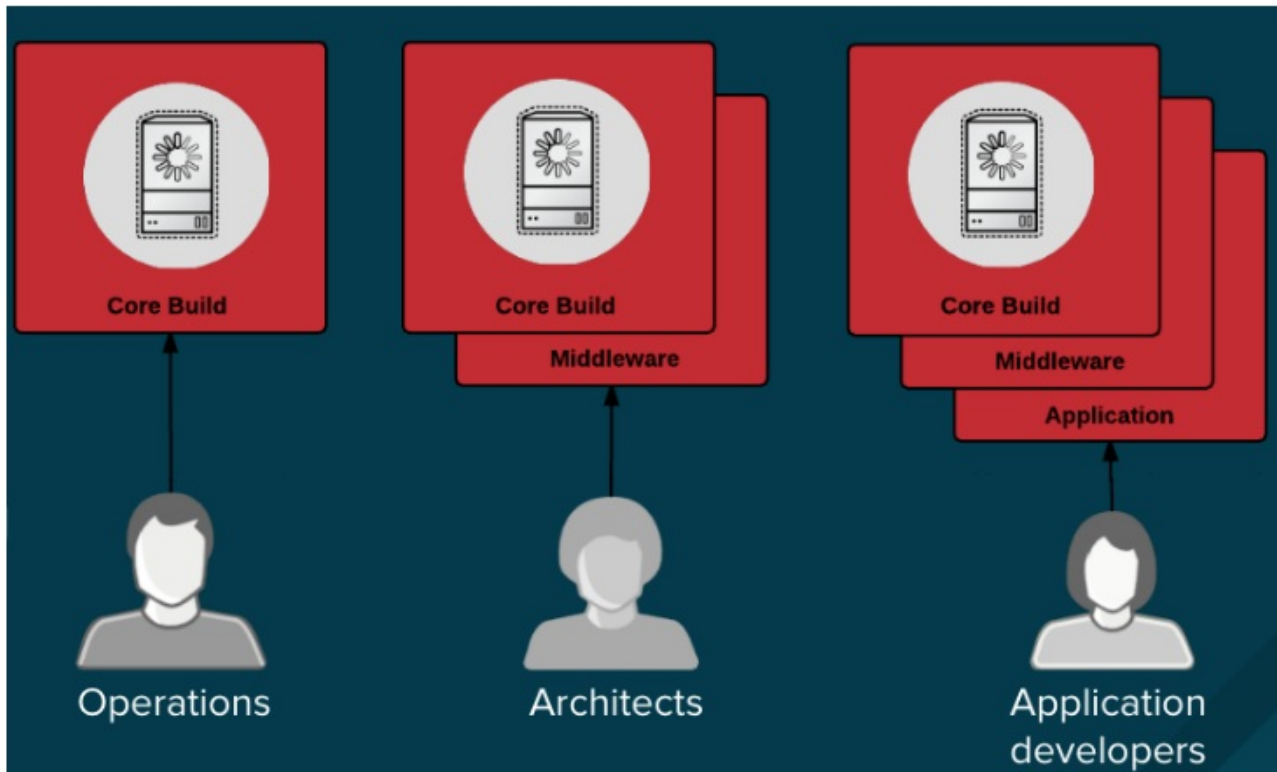 Core Build
Core Build
Middleware
Core Build
Middleware
Application
Operations
Architects
Application
developers